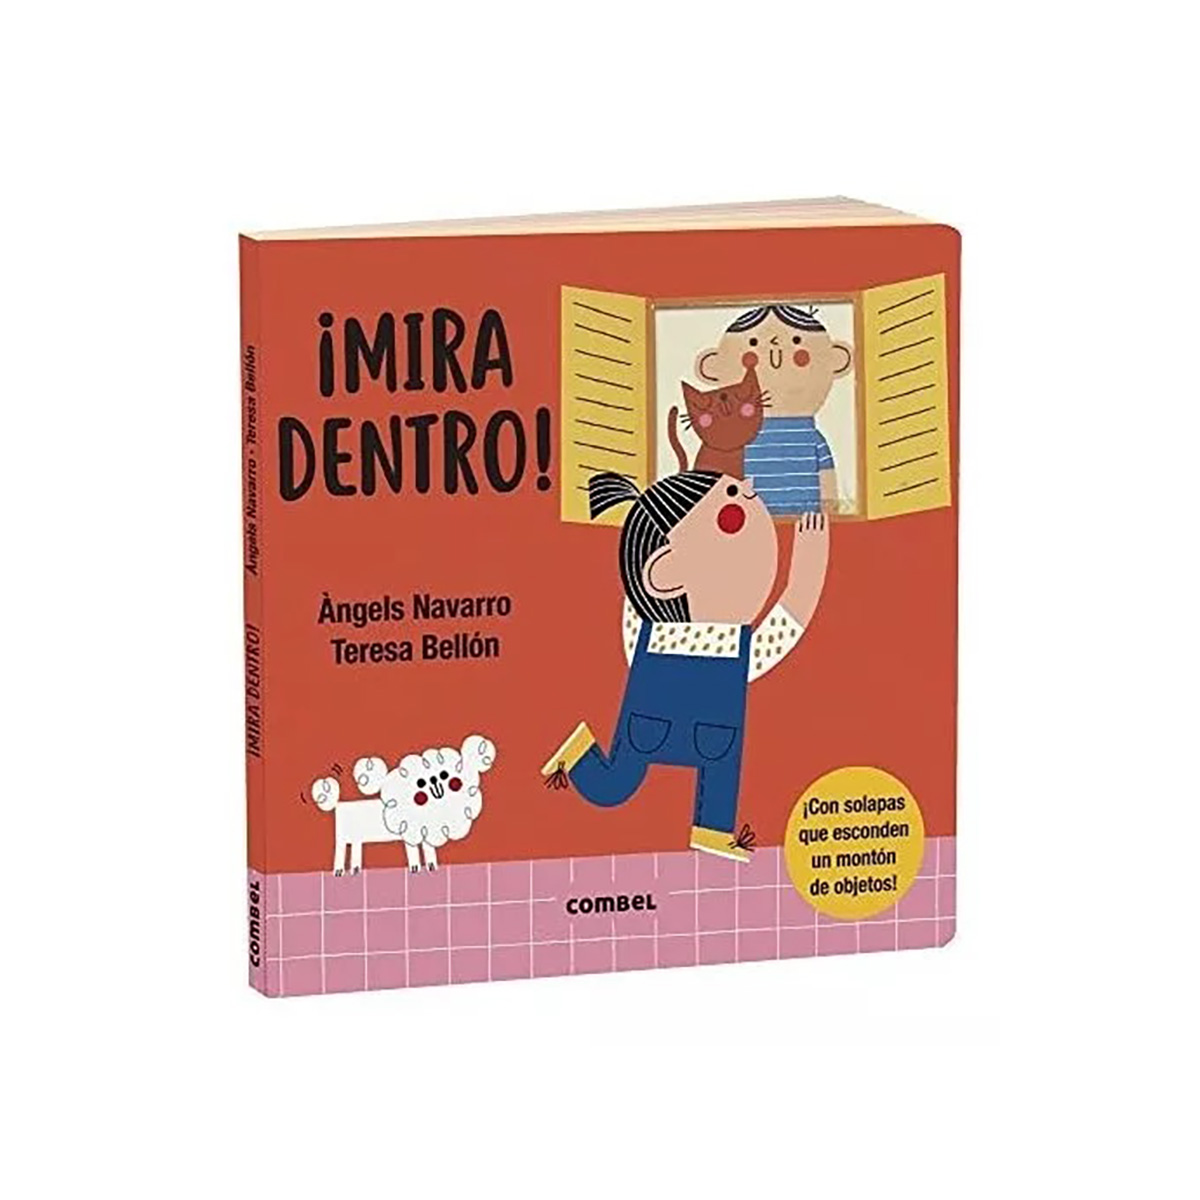 ¡MIRA
DENTRO!
Àngels Navarro
Teresa Bellón
¡Con solapas
que esconden
un montón
de objetos!
COMBEL
Àngels Navarro · Teresa Bellón
¡MIRA DENTRO!
COMBEL